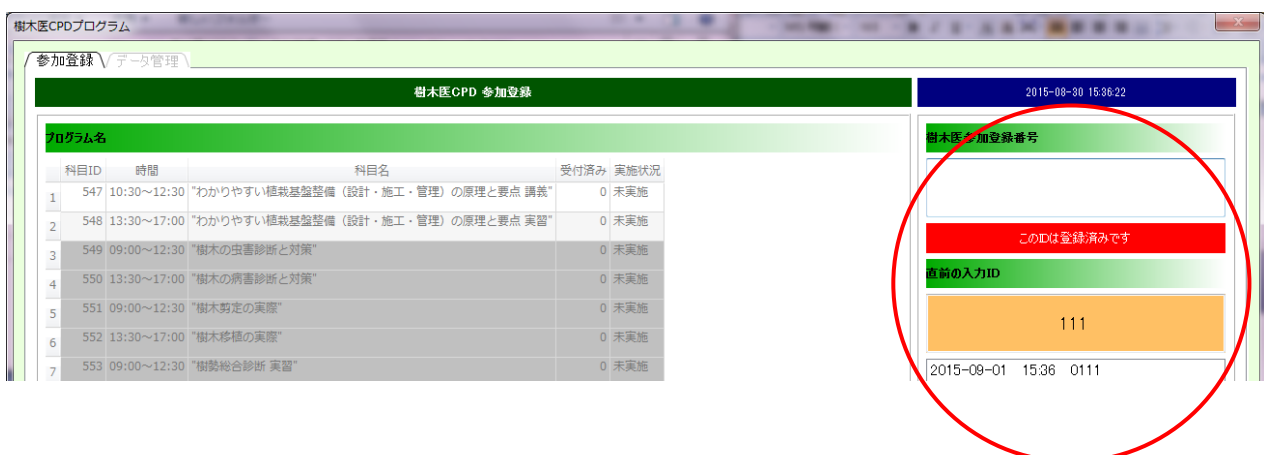 樹木医CPDプログラム
参加登録 データ管理
樹木医CPD 参加登録
2015-08-30 15:36:22
プログラム名
科目ID 時間 科目名 受付済み 実施状況
1 547 10:30～12:30 "わかりやすい植栽基盤整備（設計・施工・管理）の原理と要点 講義" 0 未実施
2 548 13:30～17:00 "わかりやすい植栽基盤整備（設計・施工・管理）の原理と要点 実習" 0 未実施
3 549 09:00～12:30 "樹木の虫害診断と対策" 0 未実施
4 550 13:30～17:00 "樹木の病害診断と対策" 0 未実施
5 551 09:00～12:30 "樹木剪定の実際" 0 未実施
6 552 13:30～17:00 "樹木移植の実際" 0 未実施
7 553 09:00～12:30 "樹勢総合診断 実習" 0 未実施
樹木医参加登録番号
このIDは登録済みです
直前の入力ID
111
2015-09-01 15:36 0111